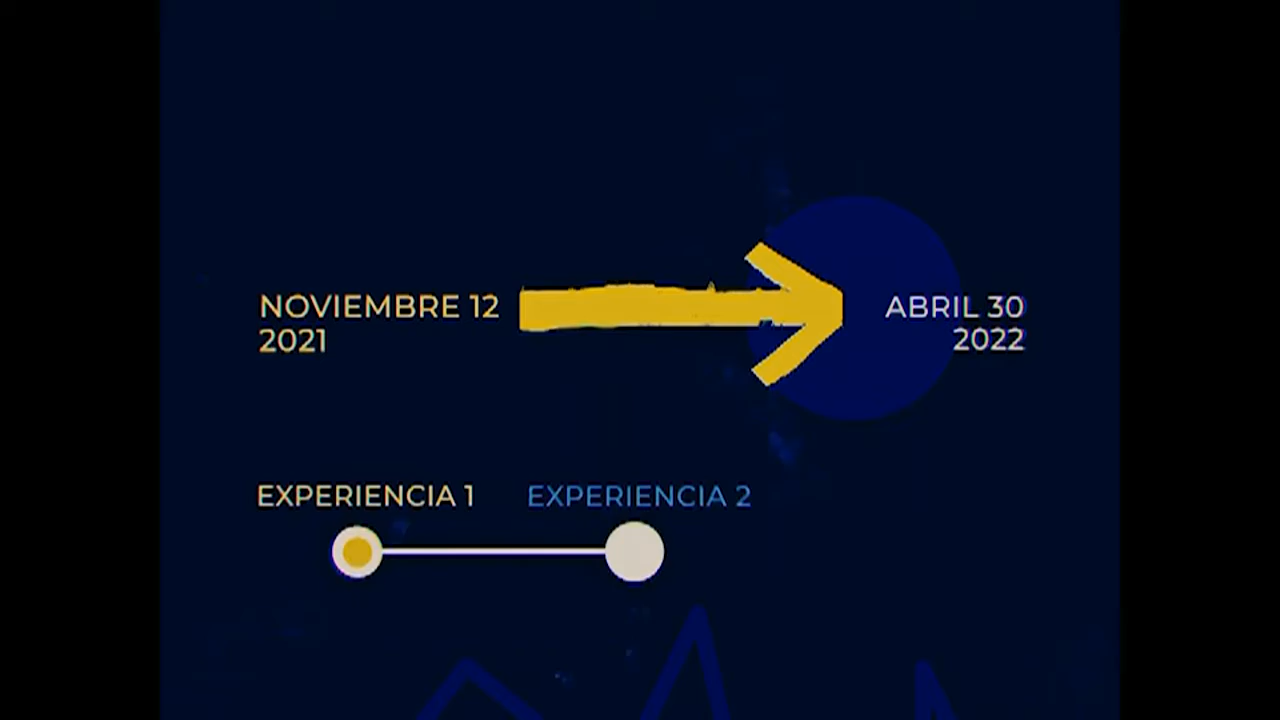 NOVIEMBRE 12
2021
ABRIL 30
2022
EXPERIENCIA 1
EXPERIENCIA 2